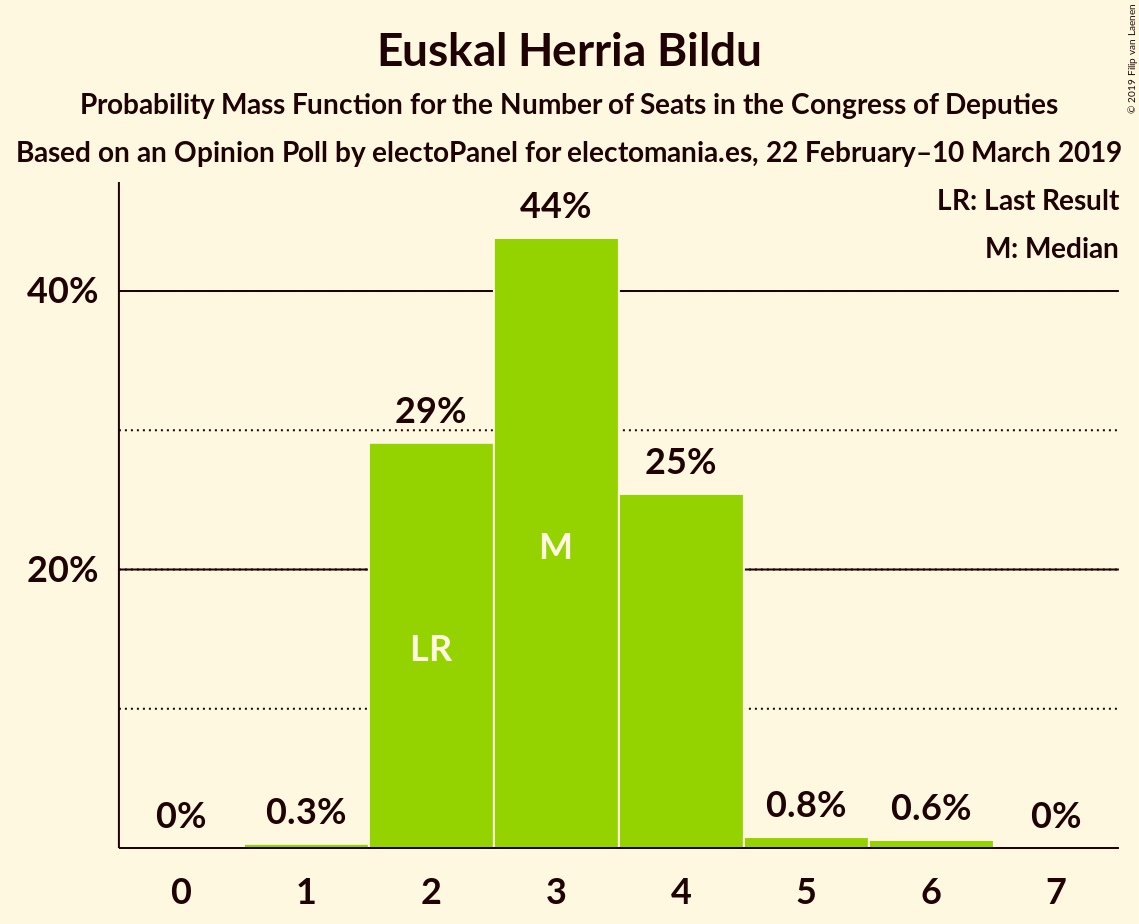 Euskal Herria Bildu
Probability Mass Function for the Number of Seats in the Congress of Deputies
Based on an Opinion Poll by electoPanel for electomania.es, 22 February–10 March 2019
© 2019 Filip van Laenen
LR: Last Result
M: Median
40%
20%
0%
0.3%
29%
44%
25%
0.8%
0.6%
0%
LR
M
0 1 2 3 4 5 6 7